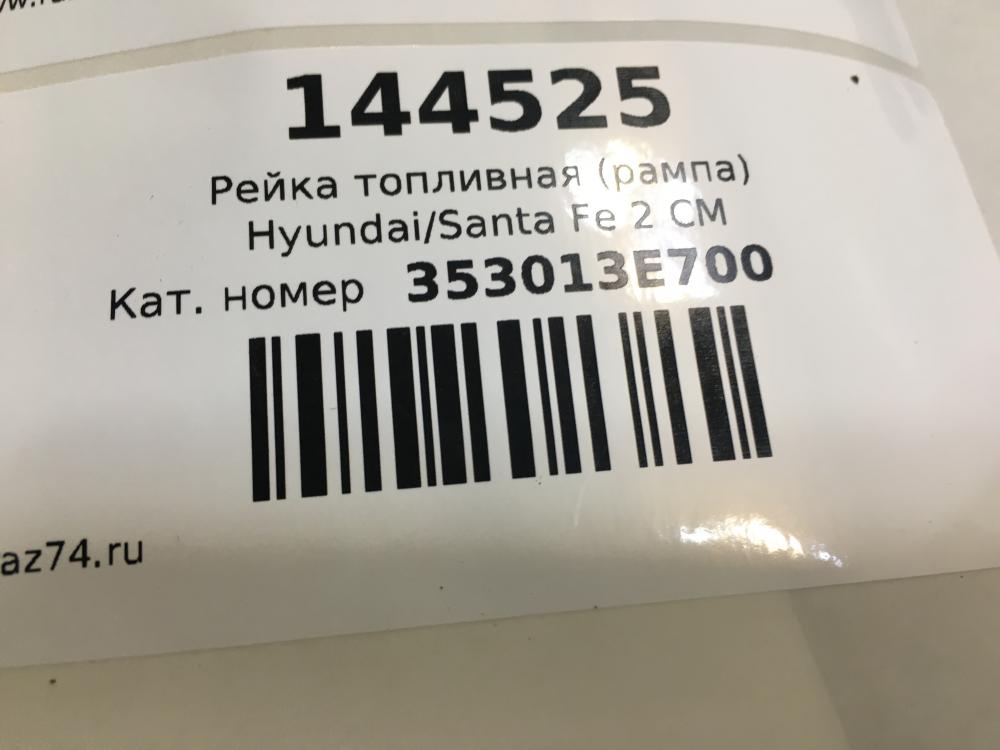 144525
Рейка топливная (рампа)
Hyundai/Santa Fe 2 CM
Кат. номер 353013E700
az74.ru